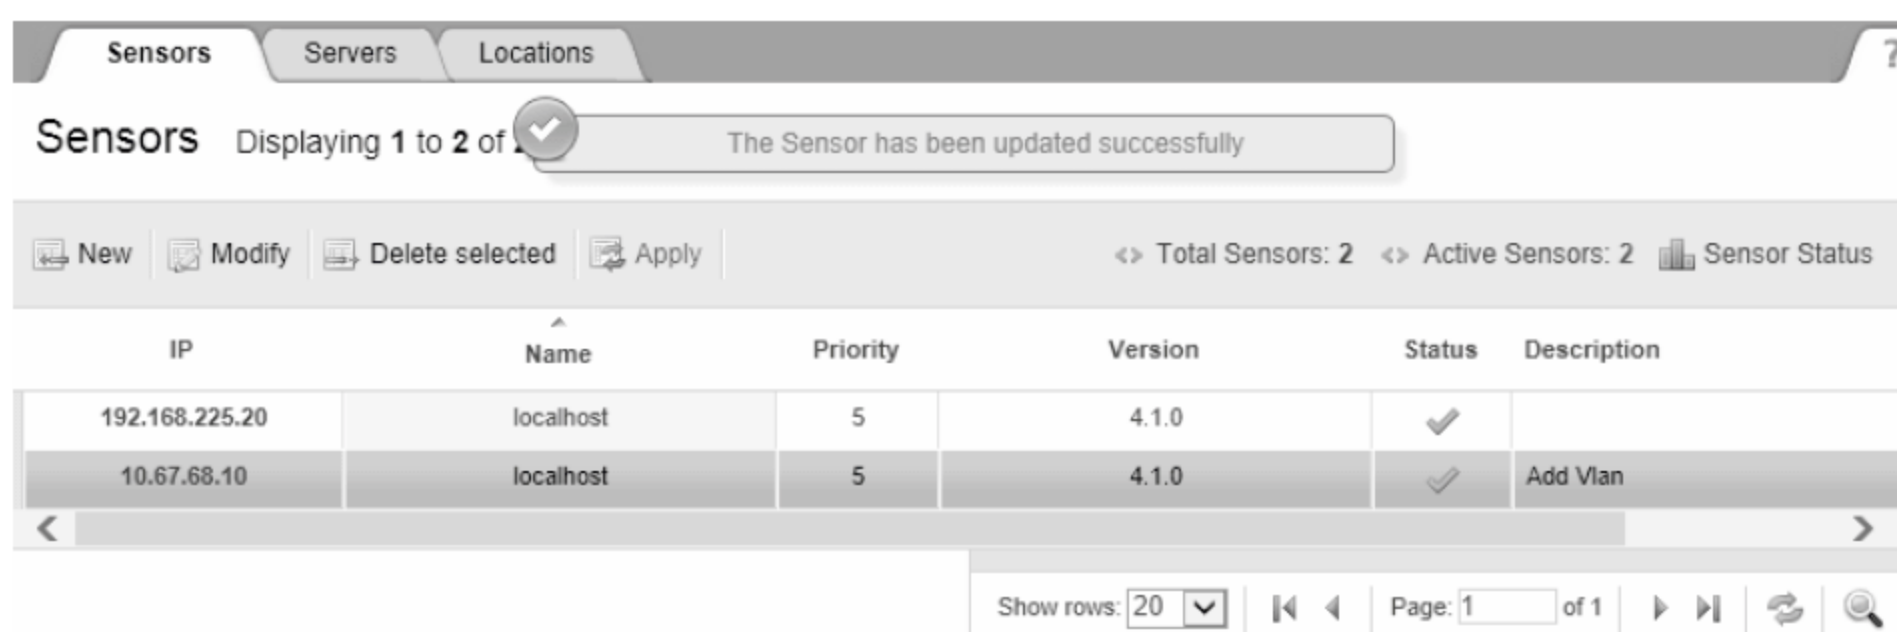 Sensors Servers Locations ?
Sensors Displaying 1 to 2 of
The Sensor has been updated successfully
New Modify Delete selected Apply Total Sensors: 2 Active Sensors: 2 Sensor Status
IP Name Priority Version Status Description
192.168.225.20 localhost 5 4.1.0
10.67.68.10 localhost 5 4.1.0 Add Vlan
Show rows: 20 Page: 1 of 1